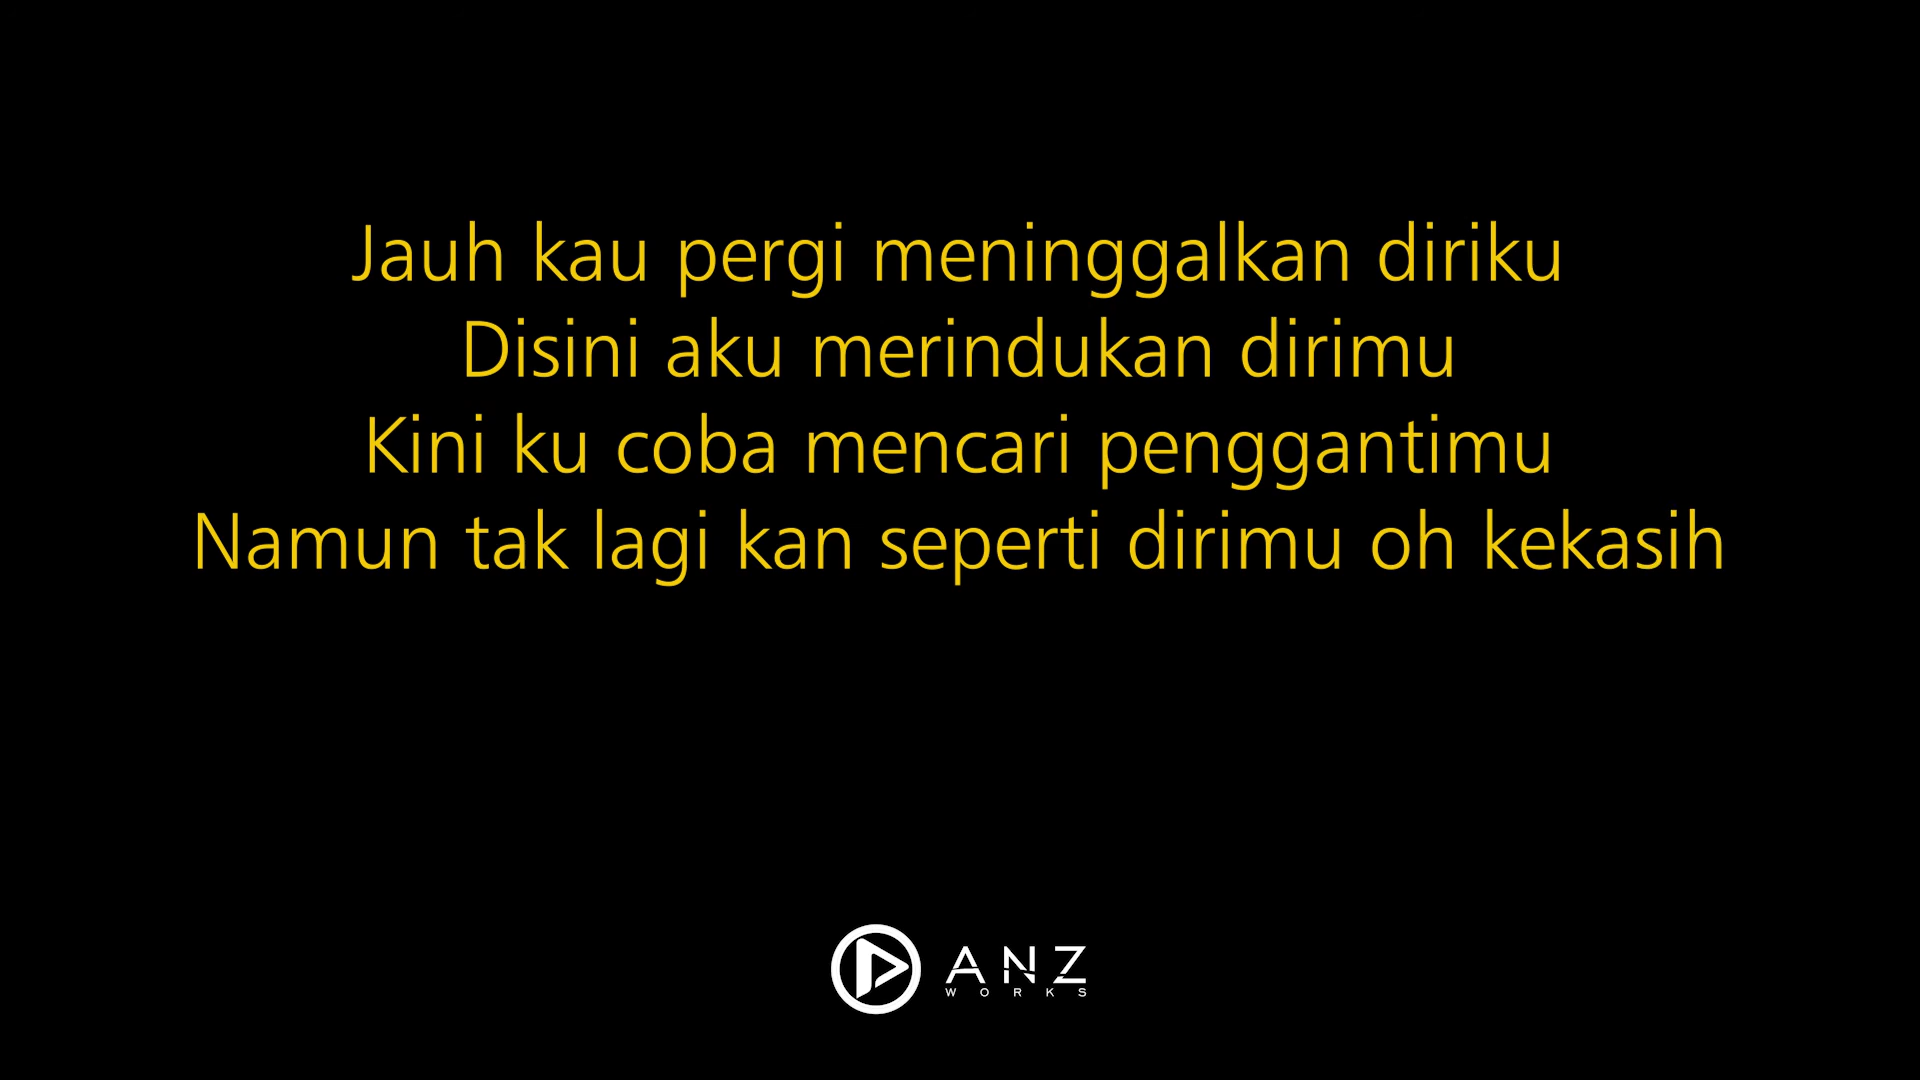 Jauh kau pergi meninggalkan diriku
Disini aku merindukan dirimu
Kini ku coba mencari penggantimu
Namun tak lagi kan seperti dirimu oh kekasih
ANZ
WORKS